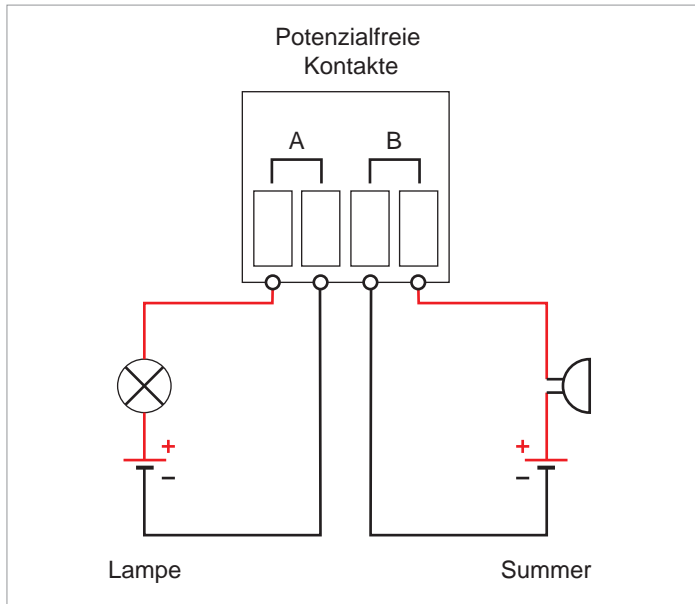 Potenzialfreie
Kontakte
A B
+ +
– –
Lampe Summer